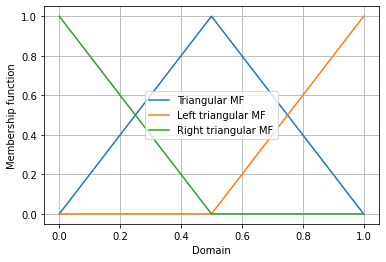 1.0
0.8
0.6
0.4
0.2
0.0
Membership function
Triangular MF
Left triangular MF
Right triangular MF
0.0 0.2 0.4 0.6 0.8 1.0
Domain